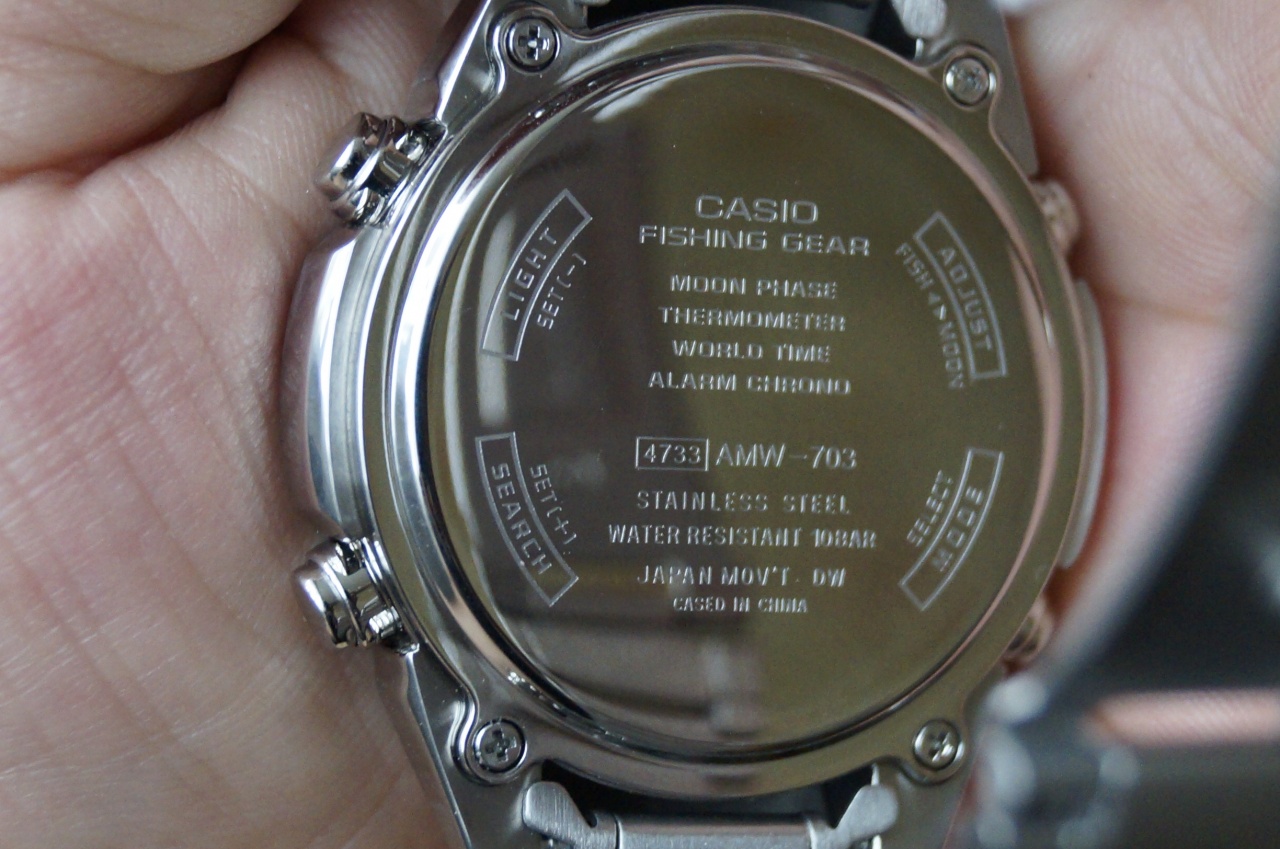 CASIO
FISHING GEAR
MOON PHASE
THERMOMETER
WORLD TIME
ALARM CHRONO
4733 AMW-703
STAINLESS STEEL
WATER RESISTANT 10BAR
JAPAN MOV'T. DW
CASED IN CHINA
LIGHT
SET(-)
ADJUST
FISH ◀▶ MOON
SEARCH
SET(+)
SELECT
MODE